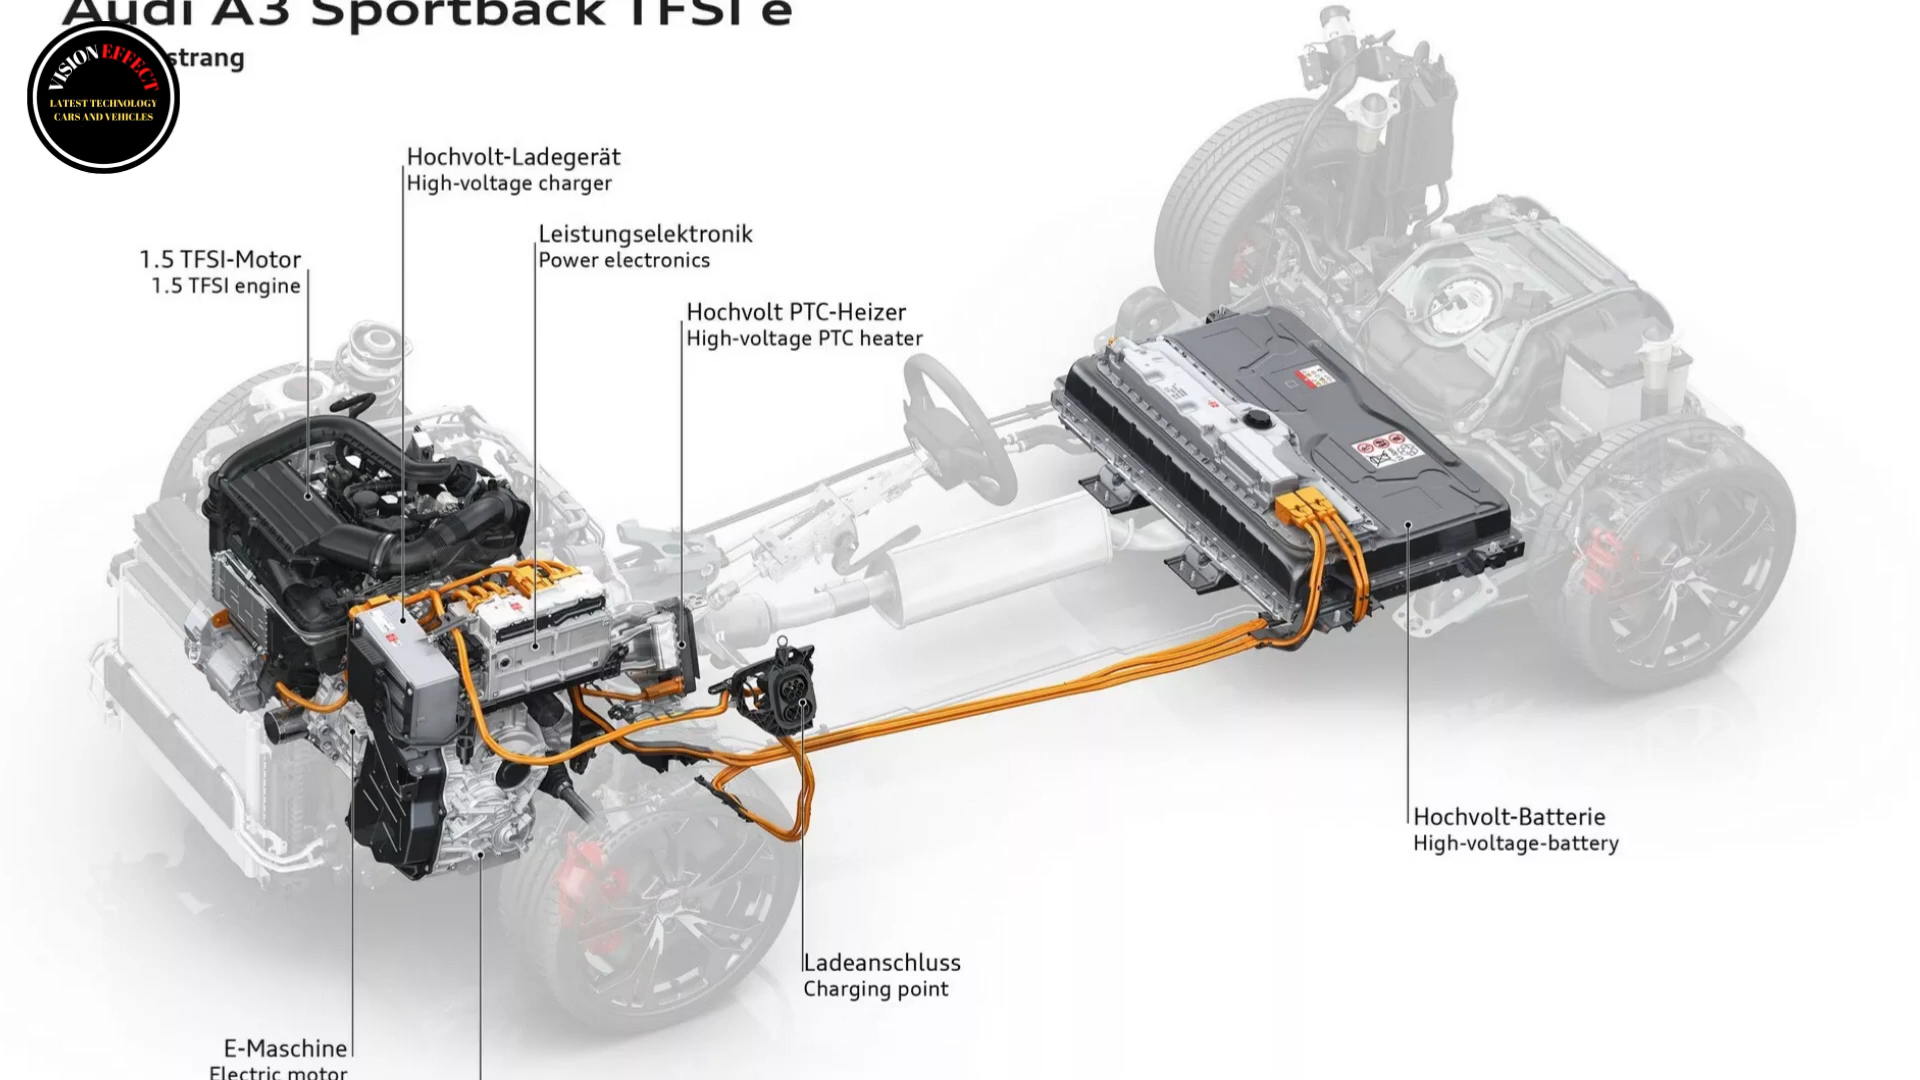 Audi A3 Sportback TFSI e
strang
VISION EFFECT
LATEST TECHNOLOGY
CARS AND VEHICLES
Hochvolt-Ladegerät
High-voltage charger
Leistungselektronik
Power electronics
1.5 TFSI-Motor
1.5 TFSI engine
Hochvolt PTC-Heizer
High-voltage PTC heater
Hochvolt-Batterie
High-voltage-battery
Ladeanschluss
Charging point
E-Maschine
Electric motor